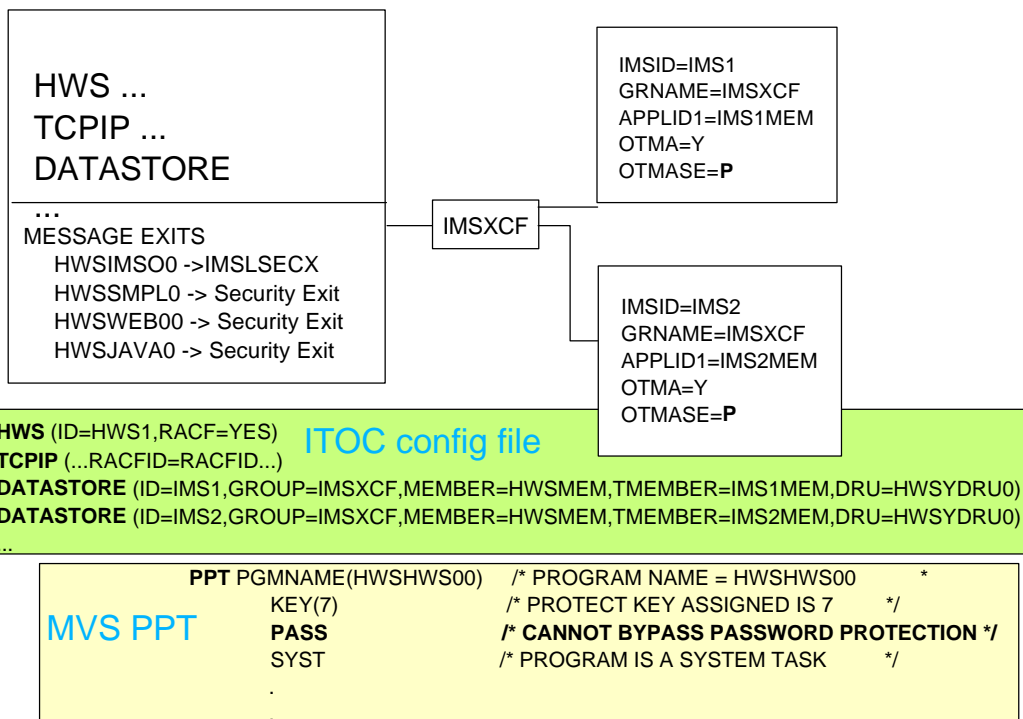 HWS ...
TCPIP ...
DATASTORE
...
MESSAGE EXITS
HWSIMSO0 ->IMSLSECX
HWSSMPL0 -> Security Exit
HWSWEB00 -> Security Exit
HWSJAVA0 -> Security Exit
IMSXCF
IMSID=IMS1
GRNAME=IMSXCF
APPLID1=IMS1MEM
OTMA=Y
OTMASE=P
IMSID=IMS2
GRNAME=IMSXCF
APPLID1=IMS2MEM
OTMA=Y
OTMASE=P
ITOC config file
HWS (ID=HWS1,RACF=YES)
TCPIP (...RACFID=RACFID...)
DATASTORE (ID=IMS1,GROUP=IMSXCF,MEMBER=HWSMEM,TMEMBER=IMS1MEM,DRU=HWSYDRU0)
DATASTORE (ID=IMS2,GROUP=IMSXCF,MEMBER=HWSMEM,TMEMBER=IMS2MEM,DRU=HWSYDRU0)
...
MVS PPT
PPT PGMNAME(HWSHWS00) /* PROGRAM NAME = HWSHWS00 *
KEY(7) /* PROTECT KEY ASSIGNED IS 7 */
PASS /* CANNOT BYPASS PASSWORD PROTECTION */
SYST /* PROGRAM IS A SYSTEM TASK */
.
.